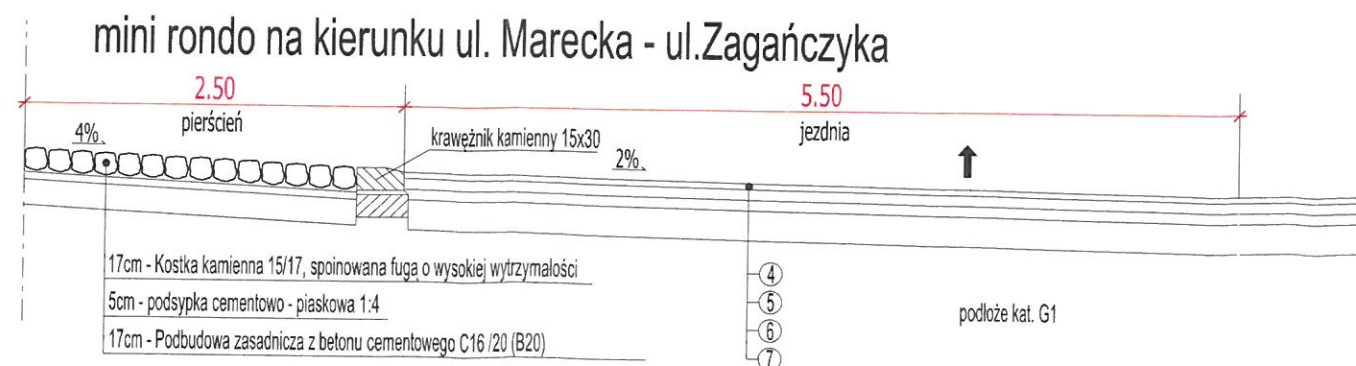 mini rondo na kierunku ul. Marecka - ul.Zagańczyka
2.50
5.50
pierścień
jezdnia
4%
krawężnik kamienny 15x30
2%
17cm - Kostka kamienna 15/17, spoinowana fugą o wysokiej wytrzymałości
5cm - podsypka cementowo - piaskowa 1:4
17cm - Podbudowa zasadnicza z betonu cementowego C16 /20 (B20)
4
5
6
7
podłoże kat. G1